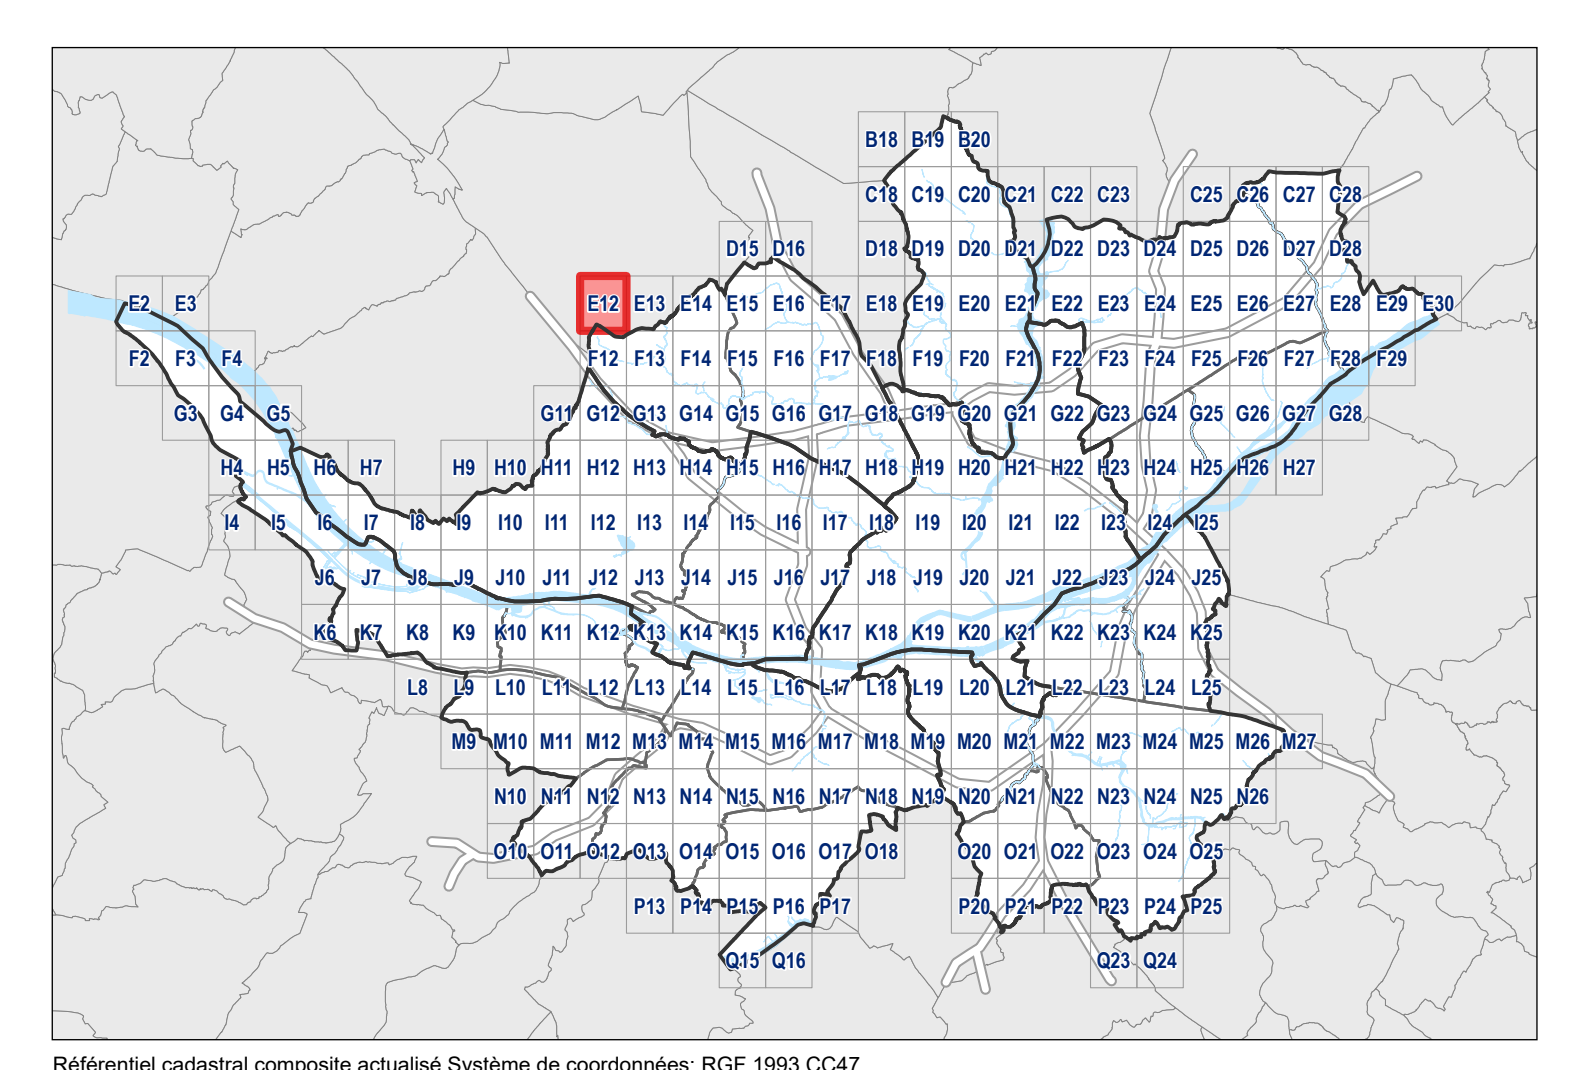 B18 B19 B20
C18 C19 C20 C21 C22 C23 C25 C26 C27 C28
D15 D16 D18 D19 D20 D21 D22 D23 D24 D25 D26 D27 D28
E2 E3 E12 E13 E14 E15 E16 E17 E18 E19 E20 E21 E22 E23 E24 E25 E26 E27 E28 E29 E30
F2 F3 F4 F12 F13 F14 F15 F16 F17 F18 F19 F20 F21 F22 F23 F24 F25 F26 F27 F28 F29
G3 G4 G5 G11 G12 G13 G14 G15 G16 G17 G18 G19 G20 G21 G22 G23 G24 G25 G26 G27 G28
H4 H5 H6 H7 H9 H10 H11 H12 H13 H14 H15 H16 H17 H18 H19 H20 H21 H22 H23 H24 H25 H26 H27
I4 I5 I6 I7 I8 I9 I10 I11 I12 I13 I14 I15 I16 I17 I18 I19 I20 I21 I22 I23 I24 I25
J6 J7 J8 J9 J10 J11 J12 J13 J14 J15 J16 J17 J18 J19 J20 J21 J22 J23 J24 J25
K6 K7 K8 K9 K10 K11 K12 K13 K14 K15 K16 K17 K18 K19 K20 K21 K22 K23 K24 K25
L8 L9 L10 L11 L12 L13 L14 L15 L16 L17 L18 L19 L20 L21 L22 L23 L24 L25
M9 M10 M11 M12 M13 M14 M15 M16 M17 M18 M19 M20 M21 M22 M23 M24 M25 M26 M27
N10 N11 N12 N13 N14 N15 N16 N17 N18 N19 N20 N21 N22 N23 N24 N25 N26
O10 O11 O12 O13 O14 O15 O16 O17 O18 O20 O21 O22 O23 O24 O25
P13 P14 P15 P16 P17 P20 P21 P22 P23 P24 P25
Q15 Q16 Q23 Q24
Référentiel cadastral composite actualisé Système de coordonnées: RGF 1993 CC47